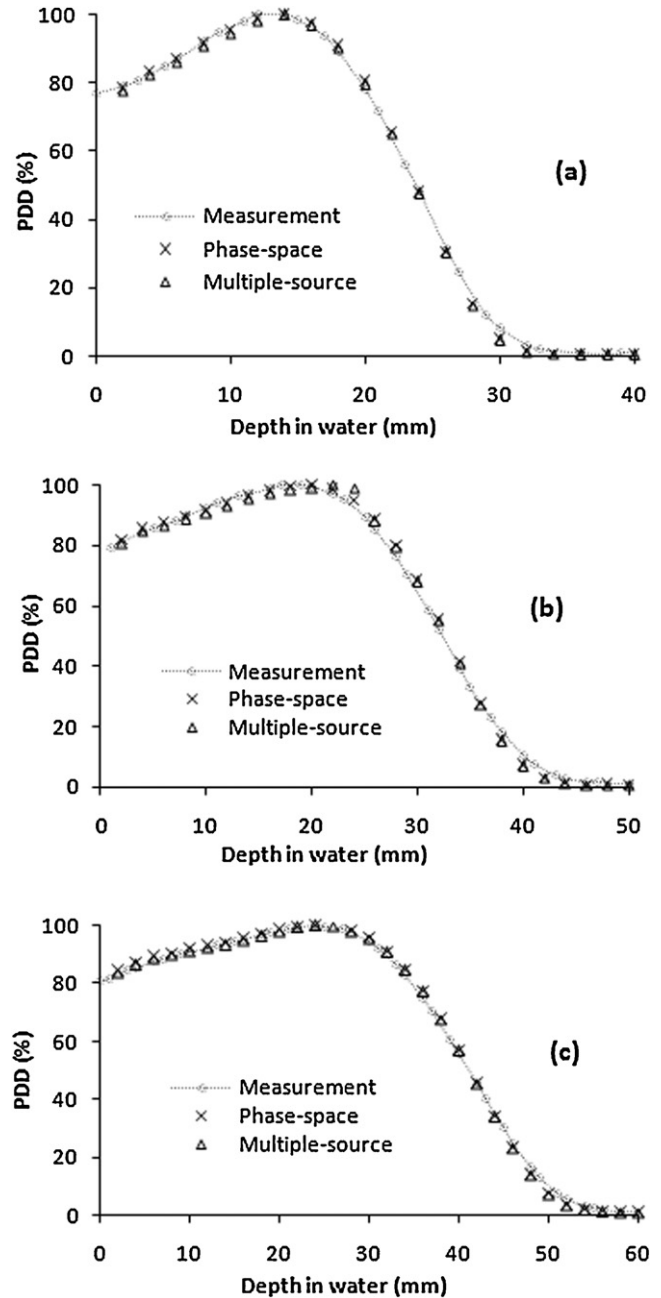 100
80
60
40
20
0
PDD (%)
(a)
Measurement
Phase-space
Multiple-source
0 10 20 30 40
Depth in water (mm)
100
80
60
40
20
0
PDD (%)
(b)
Measurement
Phase-space
Multiple-source
0 10 20 30 40 50
Depth in water (mm)
100
80
60
40
20
0
PDD (%)
(c)
Measurement
Phase-space
Multiple-source
0 10 20 30 40 50 60
Depth in water (mm)